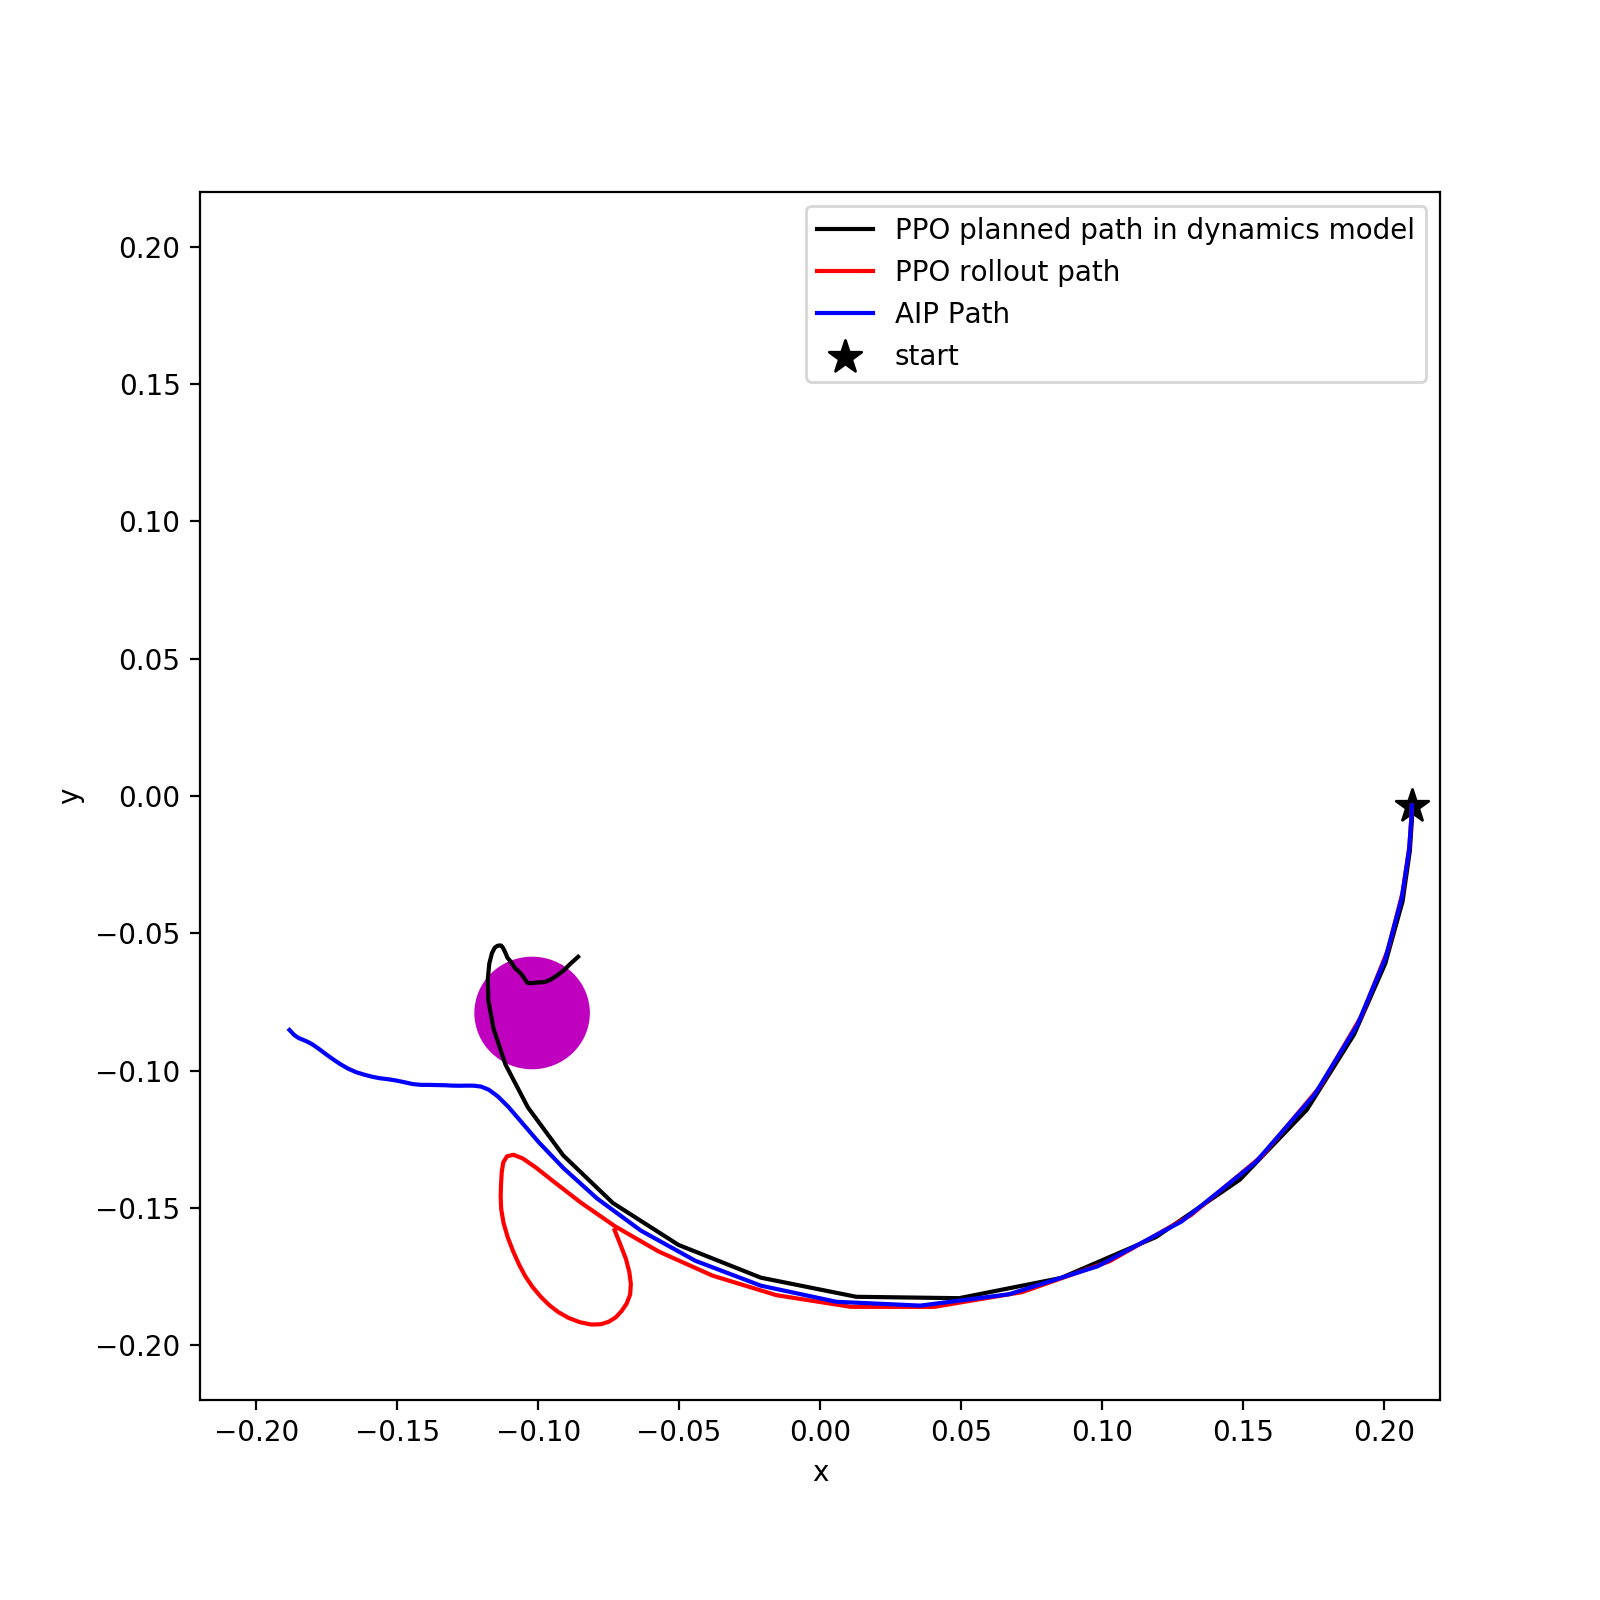 PPO planned path in dynamics model
PPO rollout path
AIP Path
start
0.20
0.15
0.10
0.05
0.00
−0.05
−0.10
−0.15
−0.20
y
−0.20 −0.15 −0.10 −0.05 0.00 0.05 0.10 0.15 0.20
x